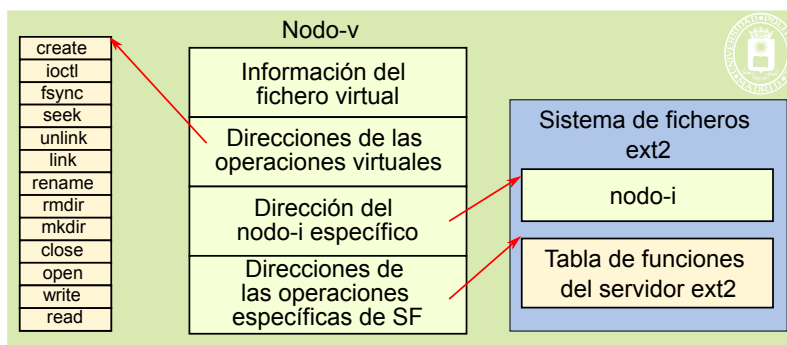 Nodo-v
create
ioctl
fsync
seek
unlink
link
rename
rmdir
mkdir
close
open
write
read
Información del
fichero virtual
Direcciones de las
operaciones virtuales
Dirección del
nodo-i específico
Direcciones de
las operaciones
específicas de SF
Sistema de ficheros
ext2
nodo-i
Tabla de funciones
del servidor ext2